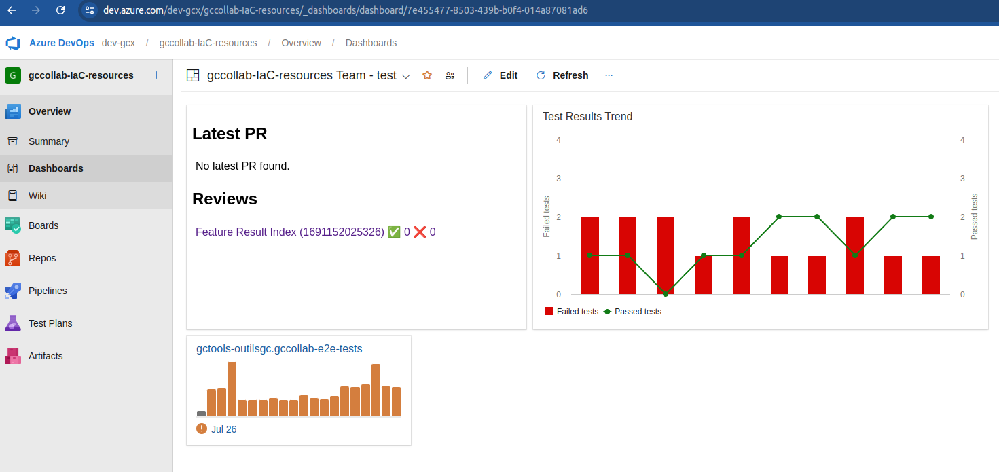 dev.azure.com/dev-gcx/gccollab-IaC-resources/_dashboards/dashboard/7e455477-8503-439b-b0f4-014a87081ad6
Azure DevOps dev-gcx / gccollab-IaC-resources / Overview / Dashboards
G gccollab-IaC-resources +
Overview
Summary
Dashboards
Wiki
Boards
Repos
Pipelines
Test Plans
Artifacts
gccollab-IaC-resources Team - test
Edit Refresh ...
Latest PR
No latest PR found.
Reviews
Feature Result Index (1691152025326) ✅ 0 ❌ 0
Test Results Trend
4 4
3 3
2 2
1 1
0 0
Failed tests
Passed tests
Failed tests Passed tests
gctools-outilsgc.gccollab-e2e-tests
! Jul 26